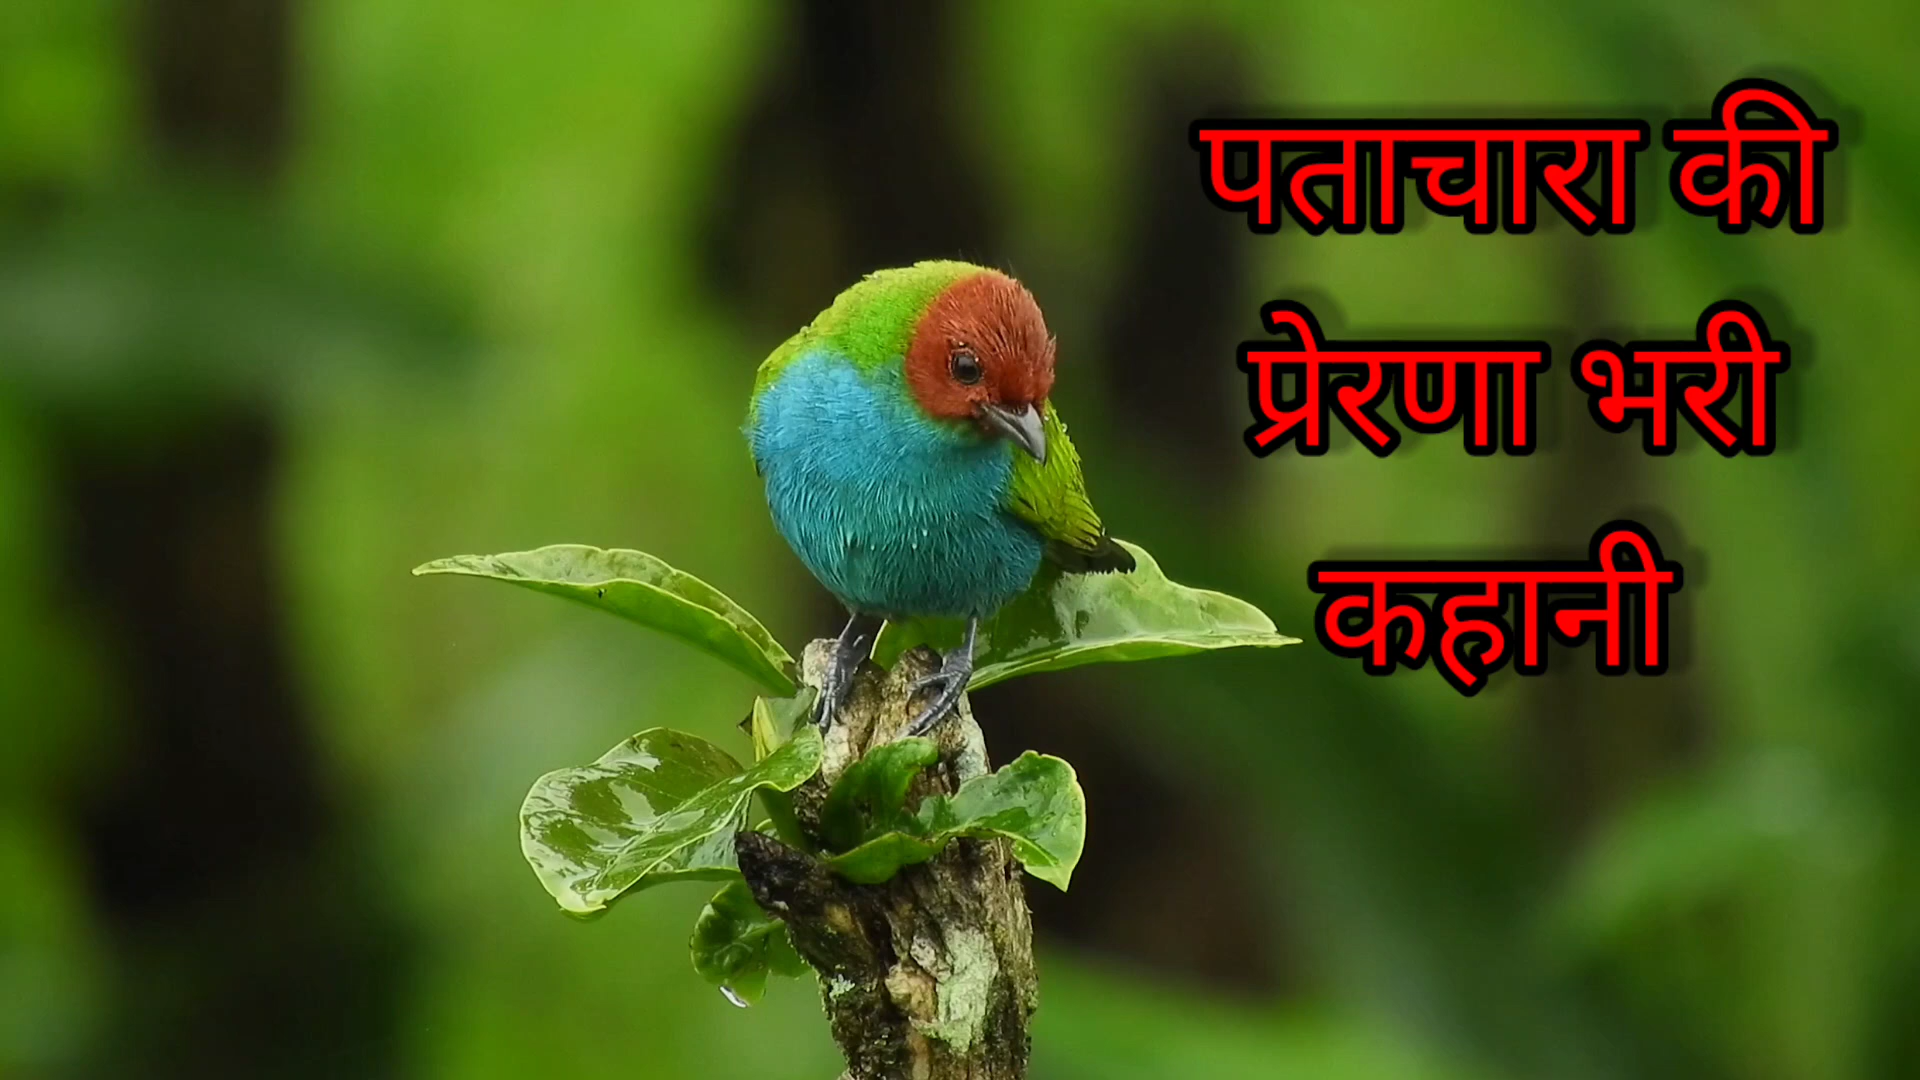 पताचारा की
प्रेरणा भरी
कहानी